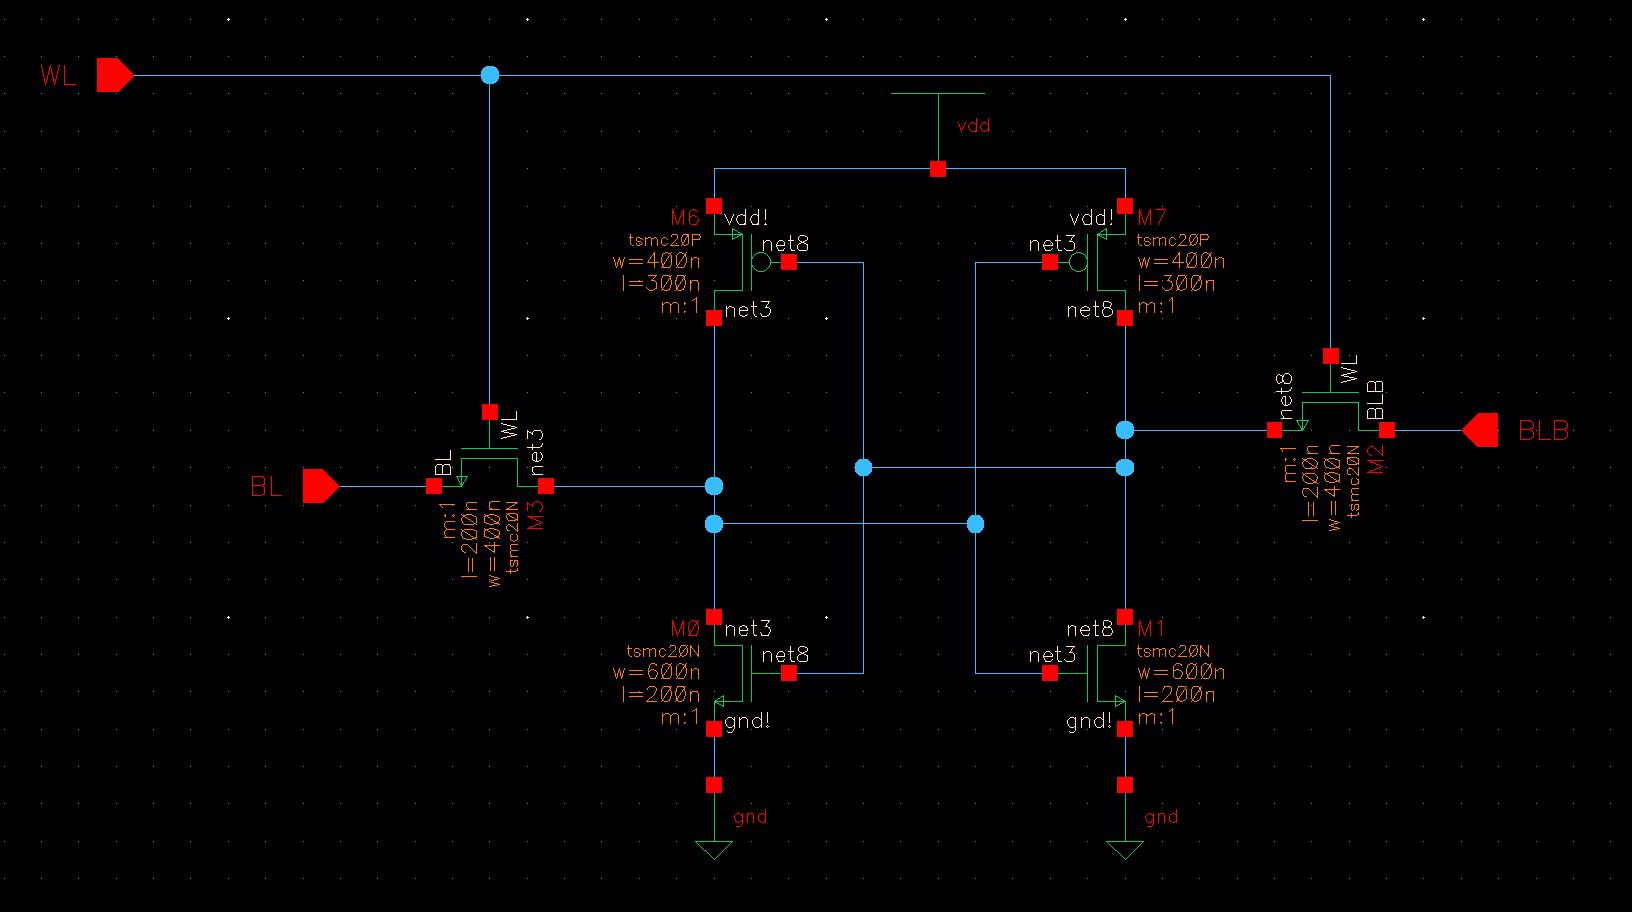 WL
vdd
M6
vdd!
tsmc20P
net8
w=400n
l=300n
m:1
net3
vdd!
M7
net3
tsmc20P
w=400n
l=300n
net8
m:1
BL
BL
WL
net3
m:1
l=200n
w=400n
tsmc20N
M3
net8
WL
BLB
m:1
l=200n
w=400n
tsmc20N
M2
BLB
M0
net3
tsmc20N
net8
w=600n
l=200n
m:1
gnd!
net8
M1
net3
tsmc20N
w=600n
l=200n
gnd!
m:1
gnd
gnd